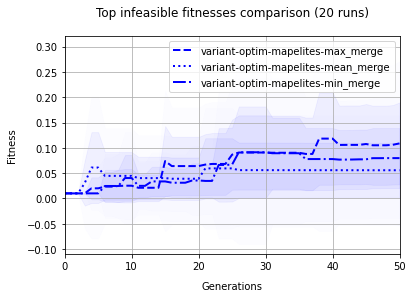 Top infeasible fitnesses comparison (20 runs)
variant-optim-mapelites-max_merge
variant-optim-mapelites-mean_merge
variant-optim-mapelites-min_merge
Fitness
0.30
0.25
0.20
0.15
0.10
0.05
0.00
−0.05
−0.10
0 10 20 30 40 50
Generations